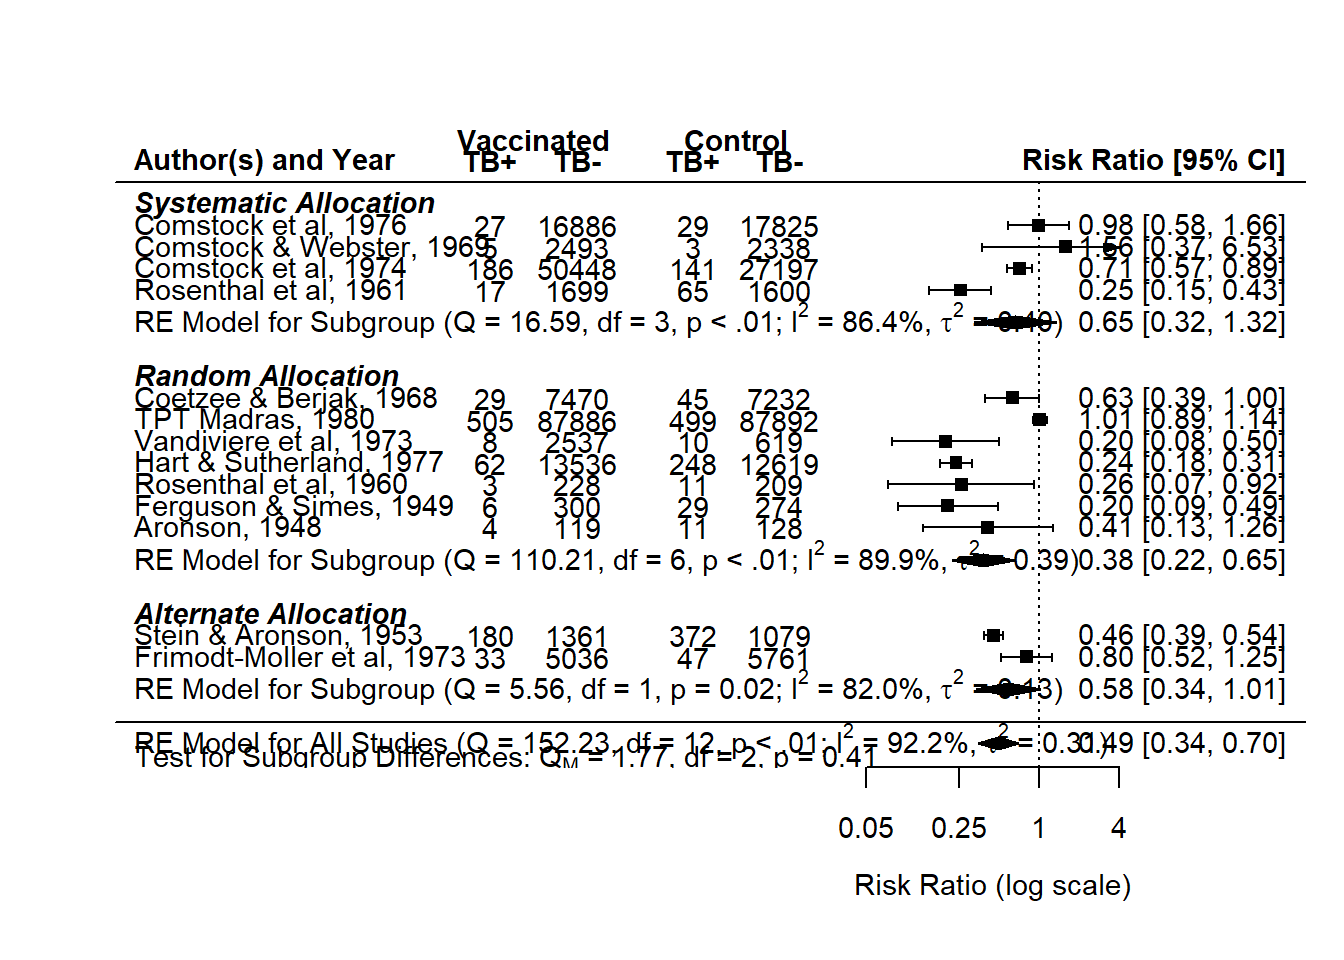 Vaccinated Control
Author(s) and Year TB+ TB- TB+ TB- Risk Ratio [95% CI]
Systematic Allocation
Comstock et al, 1976 27 16886 29 17825 0.98 [0.58, 1.66]
Comstock & Webster, 1969 5 2493 3 2338 1.56 [0.37, 6.53]
Comstock et al, 1974 186 50448 141 27197 0.71 [0.57, 0.89]
Rosenthal et al, 1961 17 1699 65 1600 0.25 [0.15, 0.43]
RE Model for Subgroup (Q = 16.59, df = 3, p < .01; I² = 86.4%, τ² = 0.40) 0.65 [0.32, 1.32]
Random Allocation
Coetzee & Berjak, 1968 29 7470 45 7232 0.63 [0.39, 1.00]
TPT Madras, 1980 505 87886 499 87892 1.01 [0.89, 1.14]
Vandiviere et al, 1973 8 2537 10 619 0.20 [0.08, 0.50]
Hart & Sutherland, 1977 62 13536 248 12619 0.24 [0.18, 0.31]
Rosenthal et al, 1960 3 228 11 209 0.26 [0.07, 0.92]
Ferguson & Simes, 1949 6 300 29 274 0.20 [0.09, 0.49]
Aronson, 1948 4 119 11 128 0.41 [0.13, 1.26]
RE Model for Subgroup (Q = 110.21, df = 6, p < .01; I² = 89.9%, τ² = 0.39) 0.38 [0.22, 0.65]
Alternate Allocation
Stein & Aronson, 1953 180 1361 372 1079 0.46 [0.39, 0.54]
Frimodt-Moller et al, 1973 33 5036 47 5761 0.80 [0.52, 1.25]
RE Model for Subgroup (Q = 5.56, df = 1, p = 0.02; I² = 82.0%, τ² = 0.13) 0.58 [0.34, 1.01]
RE Model for All Studies (Q = 152.23, df = 12, p < .01; I² = 92.2%, τ² = 0.31) 0.49 [0.34, 0.70]
Test for Subgroup Differences: Q_M = 1.77, df = 2, p = 0.41
0.05 0.25 1 4
Risk Ratio (log scale)